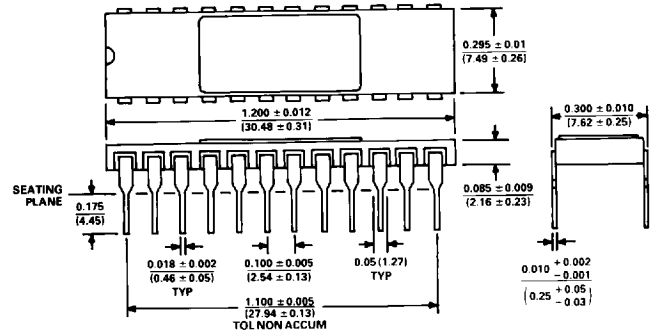 0.295 ± 0.01
(7.49 ± 0.26)
1.200 ± 0.012
(30.48 ± 0.31)
0.300 ± 0.010
(7.62 ± 0.25)
SEATING
PLANE
0.175
(4.45)
0.085 ± 0.009
(2.16 ± 0.23)
0.018 ± 0.002
(0.46 ± 0.05)
TYP
0.100 ± 0.005
(2.54 ± 0.13)
0.05 (1.27)
TYP
0.010 + 0.002
- 0.001
(0.25 + 0.05
- 0.03)
1.100 ± 0.005
(27.94 ± 0.13)
TOL NON ACCUM